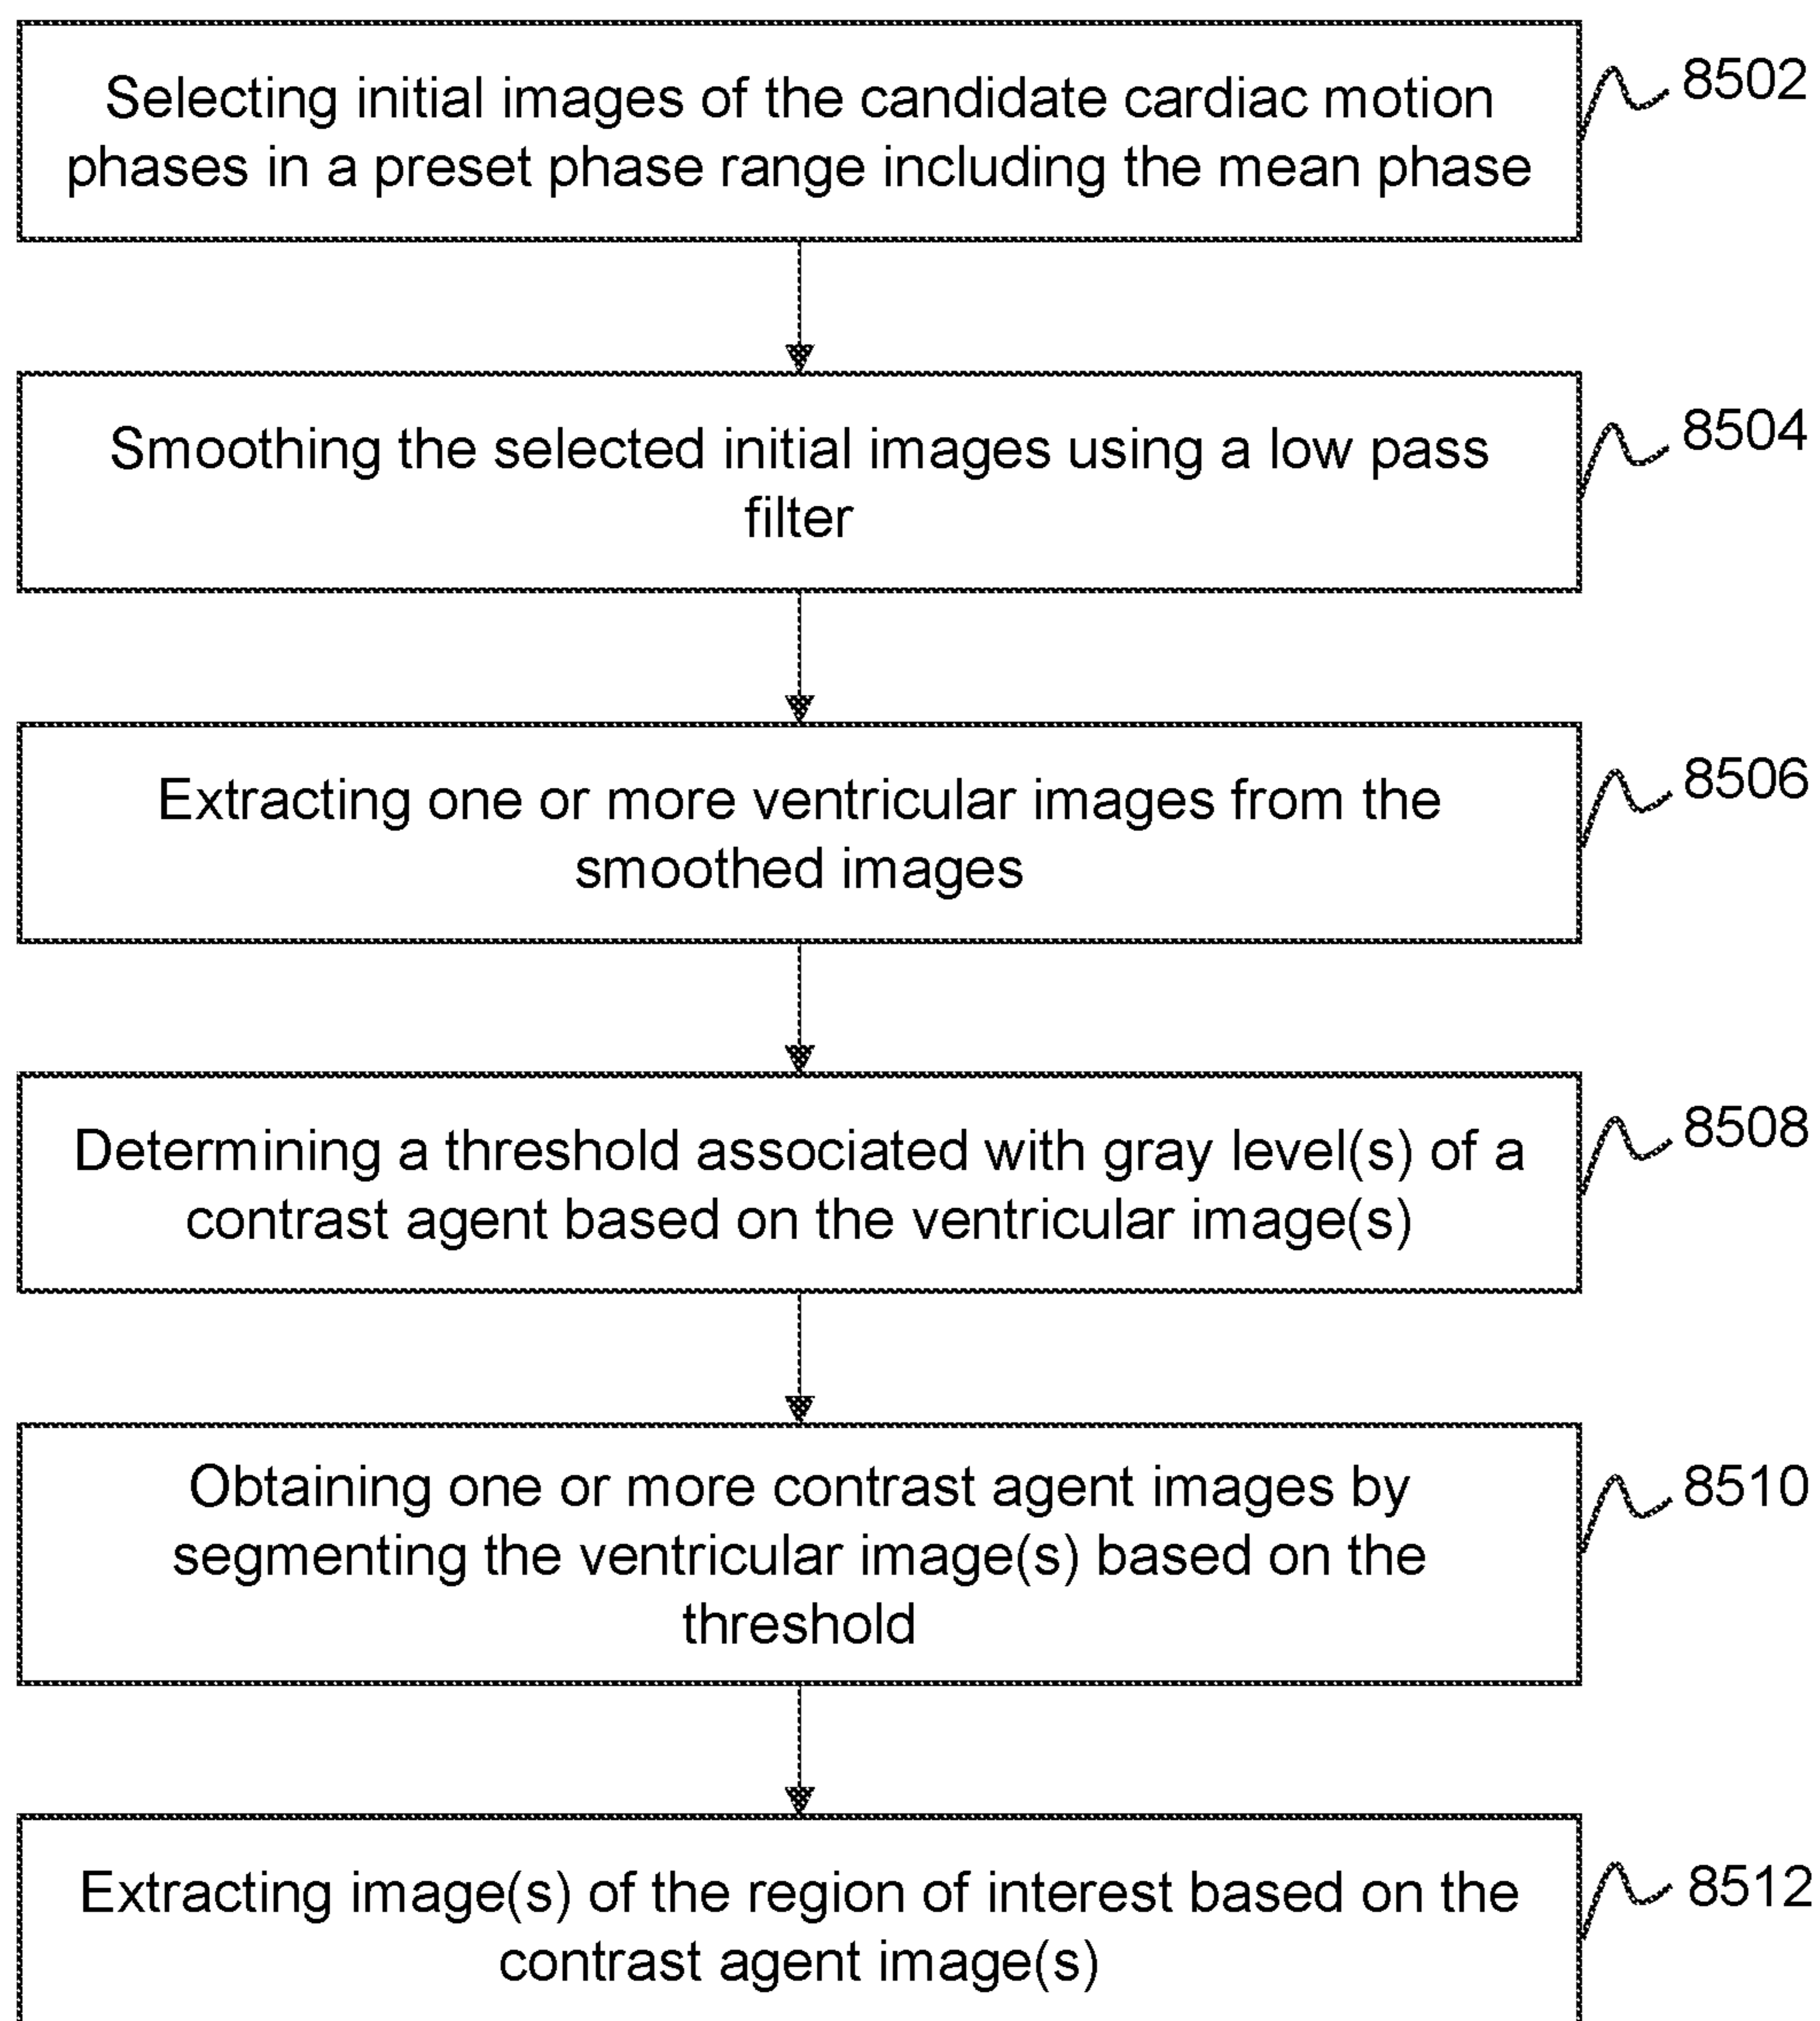 Selecting initial images of the candidate cardiac motion
phases in a preset phase range including the mean phase
8502
Smoothing the selected initial images using a low pass
filter
8504
Extracting one or more ventricular images from the
smoothed images
8506
Determining a threshold associated with gray level(s) of a
contrast agent based on the ventricular image(s)
8508
Obtaining one or more contrast agent images by
segmenting the ventricular image(s) based on the
threshold
8510
Extracting image(s) of the region of interest based on the
contrast agent image(s)
8512